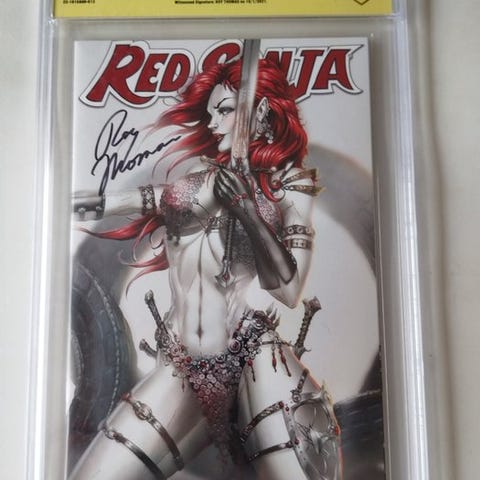 Witnessed Signature: ROY THOMAS on 10/1/2021.
RED SONJA
Roy
Thomas